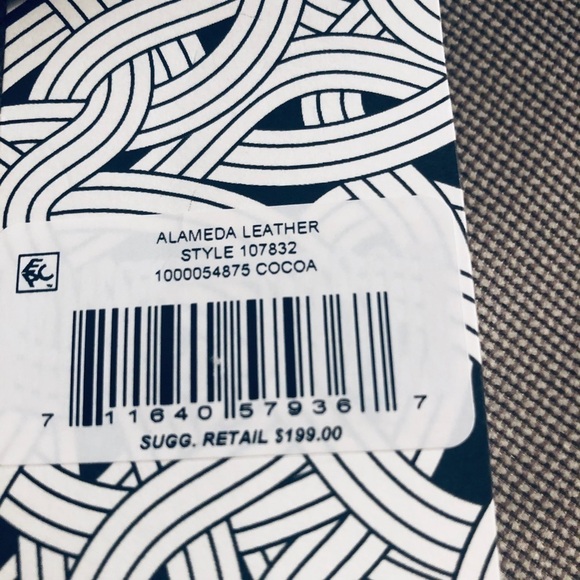 ALAMEDA LEATHER
STYLE 107832
1000054875 COCOA
7 11640 57936 7
SUGG. RETAIL $199.00